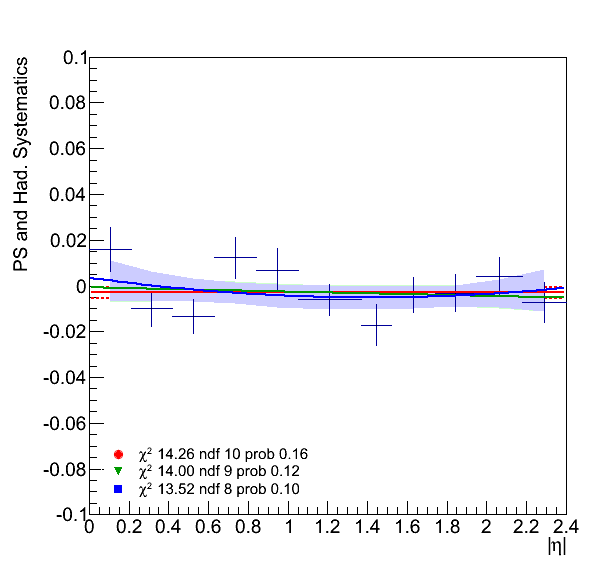 PS and Had. Systematics
0.1
0.08
0.06
0.04
0.02
0
-0.02
-0.04
-0.06
-0.08
-0.1
χ² 14.26 ndf 10 prob 0.16
χ² 14.00 ndf 9 prob 0.12
χ² 13.52 ndf 8 prob 0.10
0 0.2 0.4 0.6 0.8 1 1.2 1.4 1.6 1.8 2 2.2 2.4
|η|